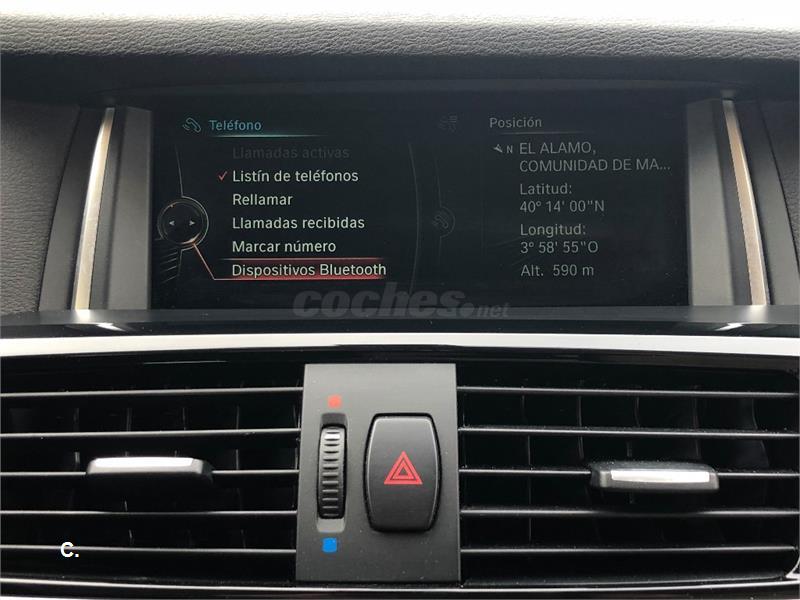 Teléfono
Llamadas activas
✓ Listín de teléfonos
Rellamar
Llamadas recibidas
Marcar número
Dispositivos Bluetooth
Posición
N EL ALAMO,
COMUNIDAD DE MA...
Latitud:
40° 14' 00"N
Longitud:
3° 58' 55"O
Alt. 590 m
coches.net
C.